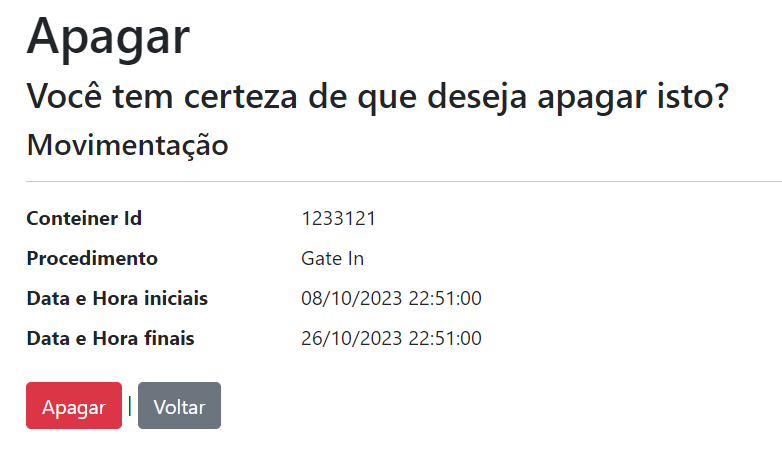 Apagar
Você tem certeza de que deseja apagar isto?
Movimentação
Conteiner Id 1233121
Procedimento Gate In
Data e Hora iniciais 08/10/2023 22:51:00
Data e Hora finais 26/10/2023 22:51:00
Apagar | Voltar